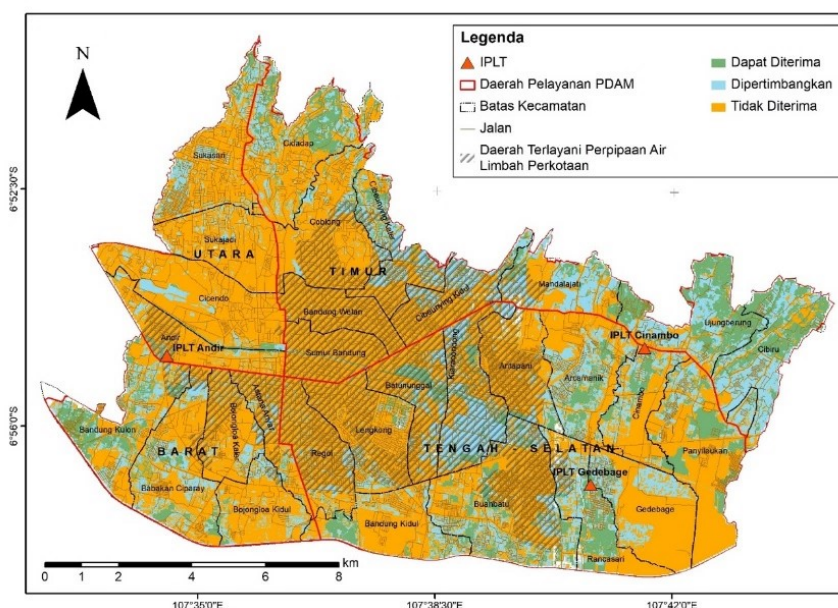 N
Legenda
IPLT
Daerah Pelayanan PDAM
Batas Kecamatan
Jalan
Daerah Terlayani Perpipaan Air
Limbah Perkotaan
Dapat Diterima
Dipertimbangkan
Tidak Diterima
6°52'30"S
6°56'0"S
Sukasari
Cidadap
Cibeunying Kaler
Coblong
Sukajadi
UTARA
TIMUR
Mandalajati
Cicendo
Cibeunying Kidul
Ujungberung
Bandung Wetan
Cibiru
Andir
IPLT Andir
Sumur Bandung
Kiaracondong
IPLT Cinambo
Antapani
Arcamanik
Batununggal
Cinambo
Astana Anyar
Bojongloa Kaler
Bandung Kulon
BARAT
Lengkong
Regol
TENGAH - SELATAN
Panyilaukan
IPLT Gedebage
Babakan Ciparay
Buahbatu
Gedebage
Bojongloa Kidul
Bandung Kidul
Rancasari
0 1 2 4 6 8
km
107°35'0"E
107°38'30"E
107°42'0"E